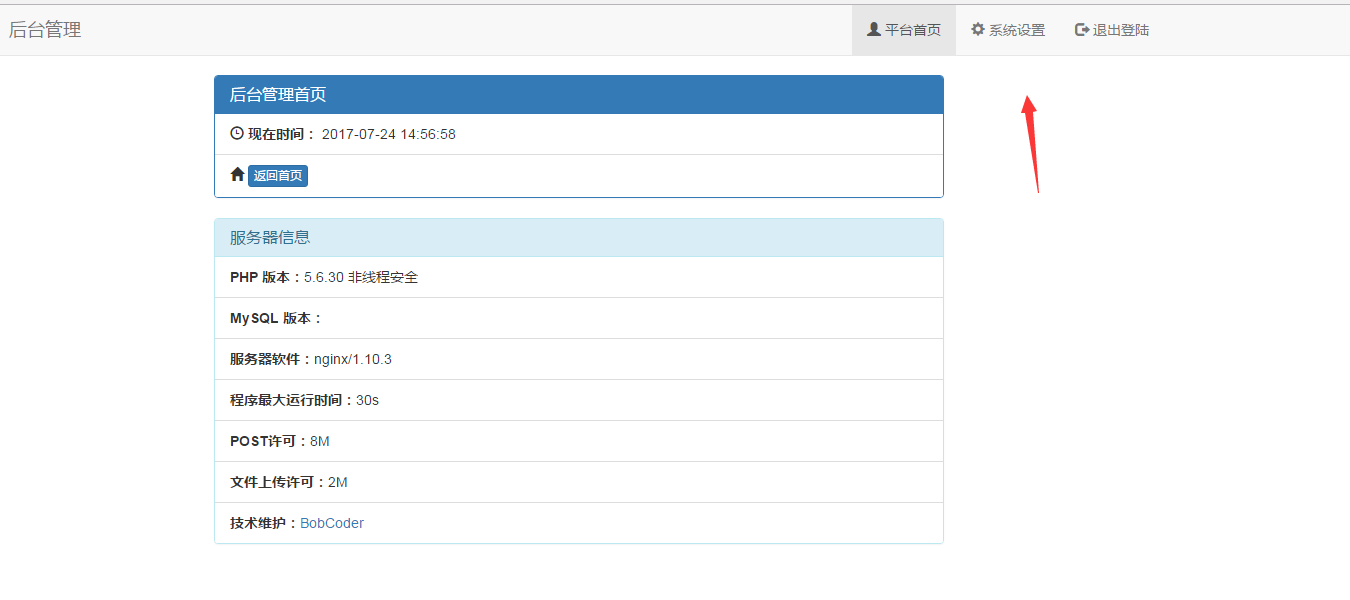 后台管理
平台首页
系统设置
退出登陆
后台管理首页
现在时间： 2017-07-24 14:56:58
返回首页
服务器信息
PHP 版本：5.6.30 非线程安全
MySQL 版本：
服务器软件：nginx/1.10.3
程序最大运行时间：30s
POST许可：8M
文件上传许可：2M
技术维护：BobCoder